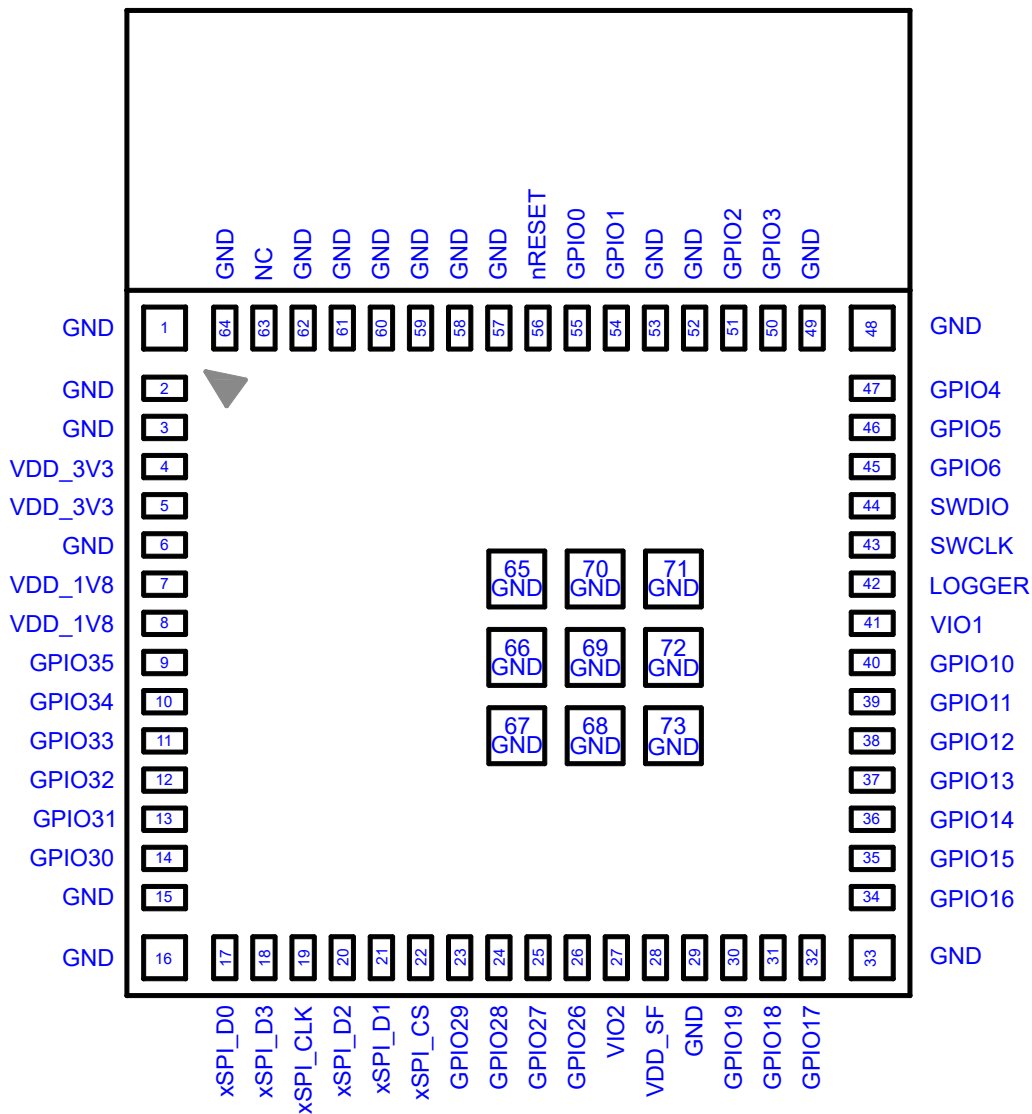 GND NC GND GND GND GND GND GND nRESET GPIO0 GPIO1 GND GND GPIO2 GPIO3 GND
GND 1 64 63 62 61 60 59 58 57 56 55 54 53 52 51 50 49 48 GND
GND 2 47 GPIO4
GND 3 46 GPIO5
VDD_3V3 4 45 GPIO6
VDD_3V3 5 44 SWDIO
GND 6 43 SWCLK
VDD_1V8 7 42 LOGGER
VDD_1V8 8 41 VIO1
GPIO35 9 40 GPIO10
GPIO34 10 39 GPIO11
GPIO33 11 38 GPIO12
GPIO32 12 37 GPIO13
GPIO31 13 36 GPIO14
GPIO30 14 35 GPIO15
GND 15 34 GPIO16
65 70 71
GND GND GND
66 69 72
GND GND GND
67 68 73
GND GND GND
GND 16 17 18 19 20 21 22 23 24 25 26 27 28 29 30 31 32 33 GND
xSPI_D0 xSPI_D3 xSPI_CLK xSPI_D2 xSPI_D1 xSPI_CS GPIO29 GPIO28 GPIO27 GPIO26 VIO2 VDD_SF GND GPIO19 GPIO18 GPIO17